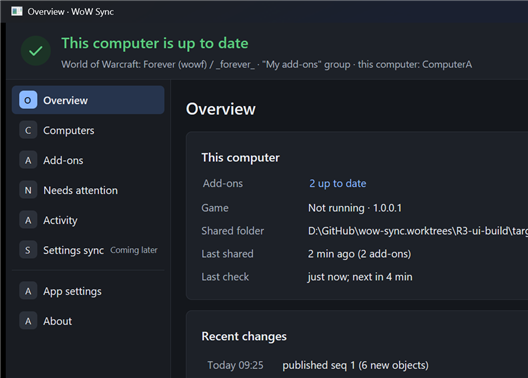 Overview · WoW Sync
This computer is up to date
World of Warcraft: Forever (wowf) / _forever_ · "My add-ons" group · this computer: ComputerA
O Overview
C Computers
A Add-ons
N Needs attention
A Activity
S Settings sync Coming later
A App settings
A About
Overview
This computer
Add-ons 2 up to date
Game Not running · 1.0.0.1
Shared folder D:\GitHub\wow-sync.worktrees\R3-ui-build\targ
Last shared 2 min ago (2 add-ons)
Last check just now; next in 4 min
Recent changes
Today 09:25 published seq 1 (6 new objects)